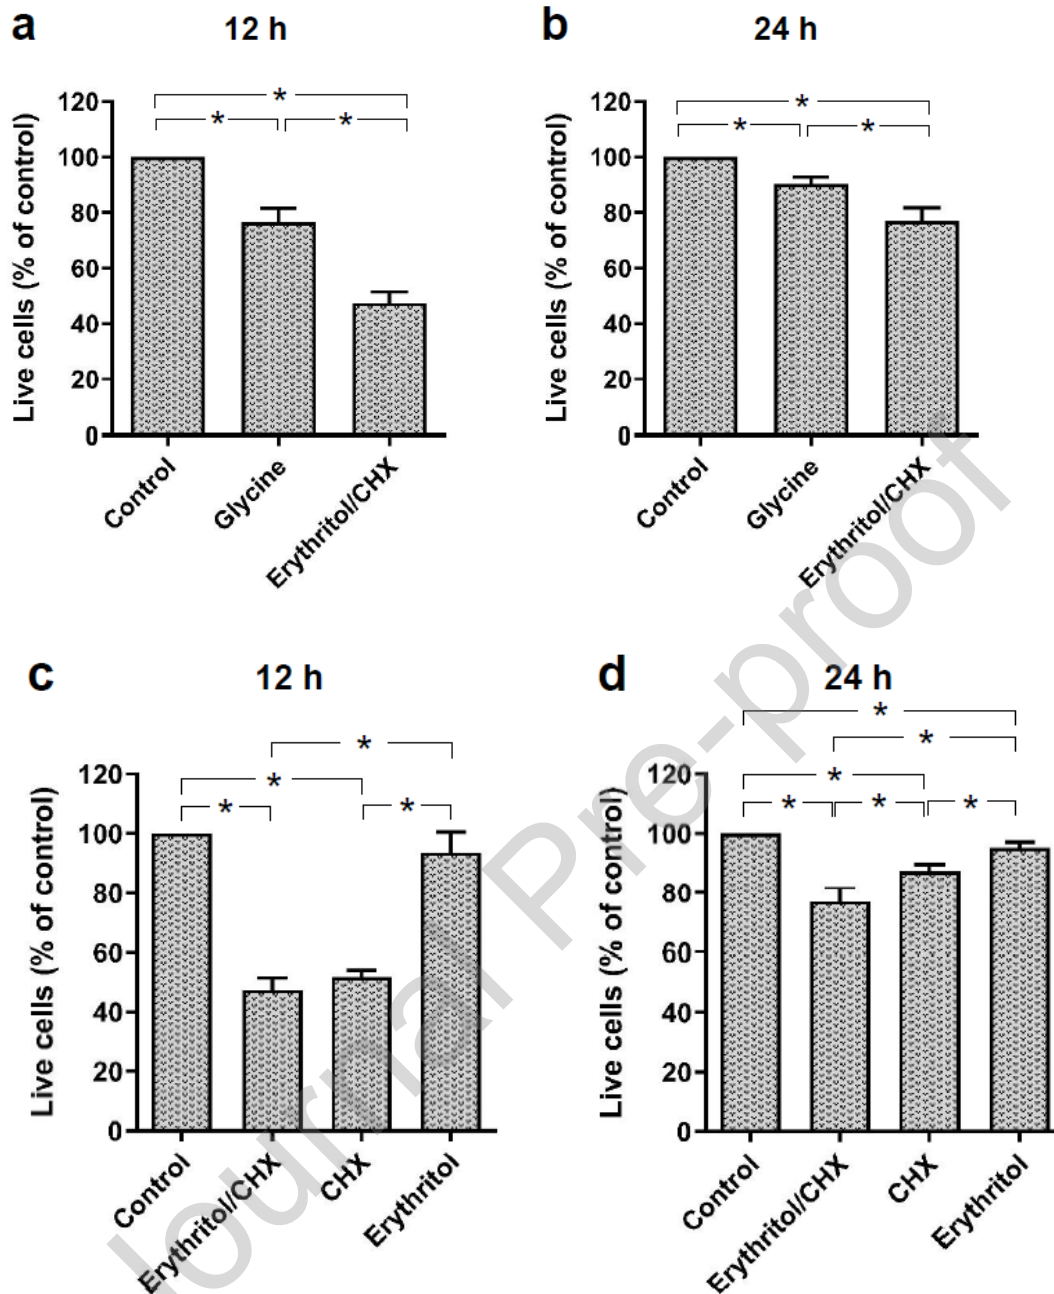 a 12 h
Live cells (% of control)
120
100
80
60
40
20
0
* * *
Control
Glycine
Erythritol/CHX
b 24 h
Live cells (% of control)
120
100
80
60
40
20
0
* * *
Control
Glycine
Erythritol/CHX
c 12 h
Live cells (% of control)
120
100
80
60
40
20
0
* * * *
Control
Erythritol/CHX
CHX
Erythritol
d 24 h
Live cells (% of control)
120
100
80
60
40
20
0
* * * * * *
Control
Erythritol/CHX
CHX
Erythritol
Journal Pre-proof